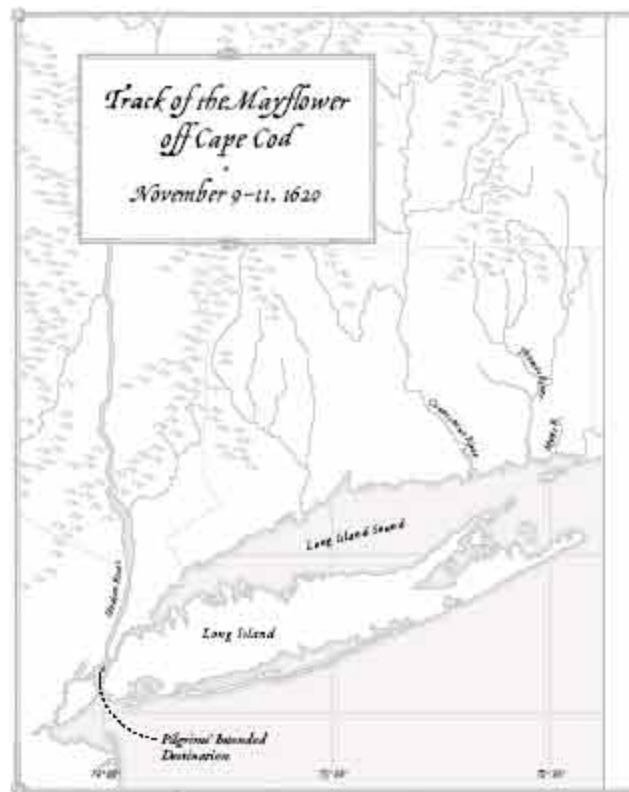 Track of the Mayflower
off Cape Cod
November 9–11, 1620
Connecticut River
Long Island Sound
Hudson River
Long Island
Pilgrims' Intended
Destination